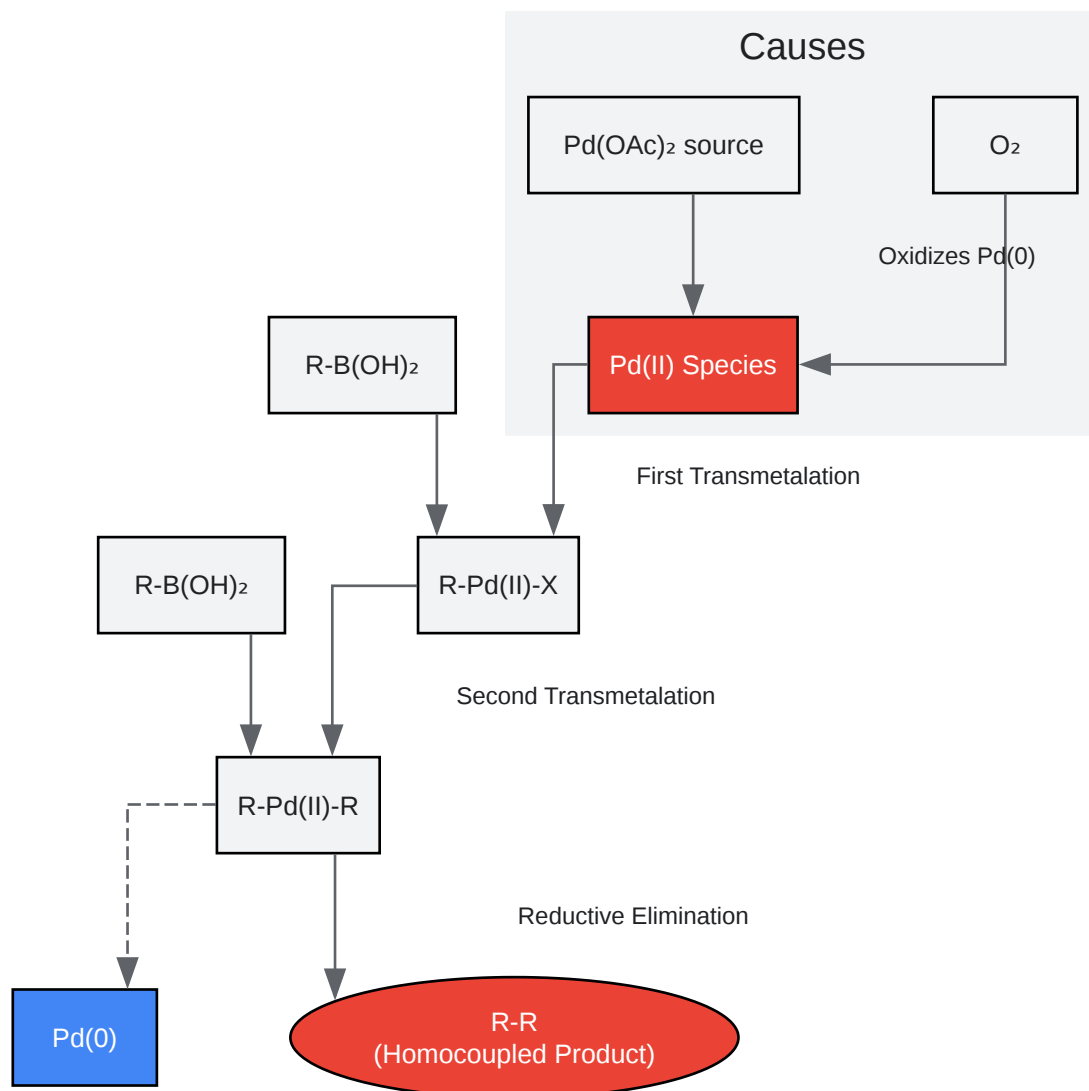 Causes
Pd(OAc)₂ source
O₂
Oxidizes Pd(0)
R-B(OH)₂
Pd(II) Species
First Transmetalation
R-B(OH)₂
R-Pd(II)-X
Second Transmetalation
R-Pd(II)-R
Reductive Elimination
Pd(0)
R-R
(Homocoupled Product)